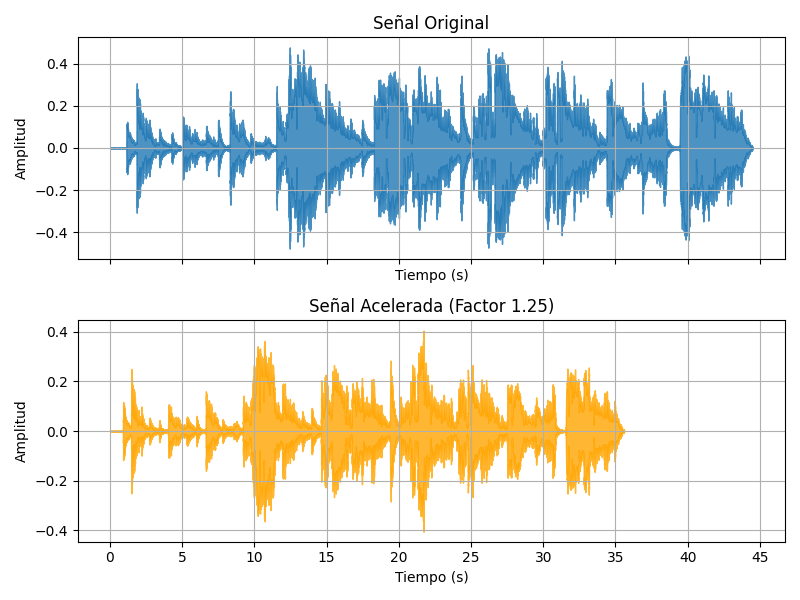 Señal Original
0.4
0.2
0.0
−0.2
−0.4
Amplitud
Tiempo (s)
Señal Acelerada (Factor 1.25)
0.4
0.2
0.0
−0.2
−0.4
Amplitud
0 5 10 15 20 25 30 35 40 45
Tiempo (s)